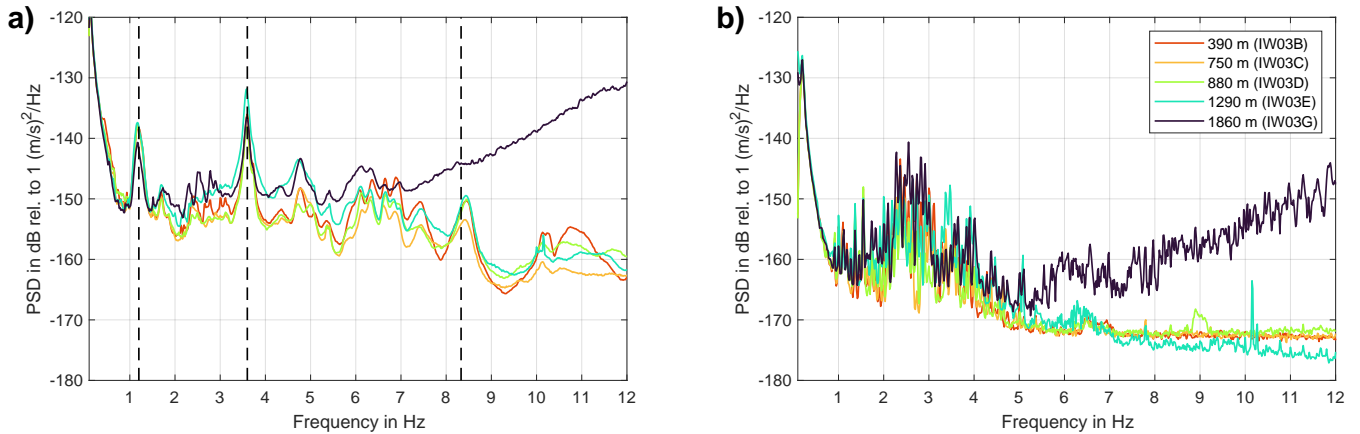 a)
-120
-130
-140
-150
-160
-170
-180
PSD in dB rel. to 1 (m/s)²/Hz
1 2 3 4 5 6 7 8 9 10 11 12
Frequency in Hz
b)
-120
-130
-140
-150
-160
-170
-180
PSD in dB rel. to 1 (m/s)²/Hz
390 m (IW03B)
750 m (IW03C)
880 m (IW03D)
1290 m (IW03E)
1860 m (IW03G)
1 2 3 4 5 6 7 8 9 10 11 12
Frequency in Hz